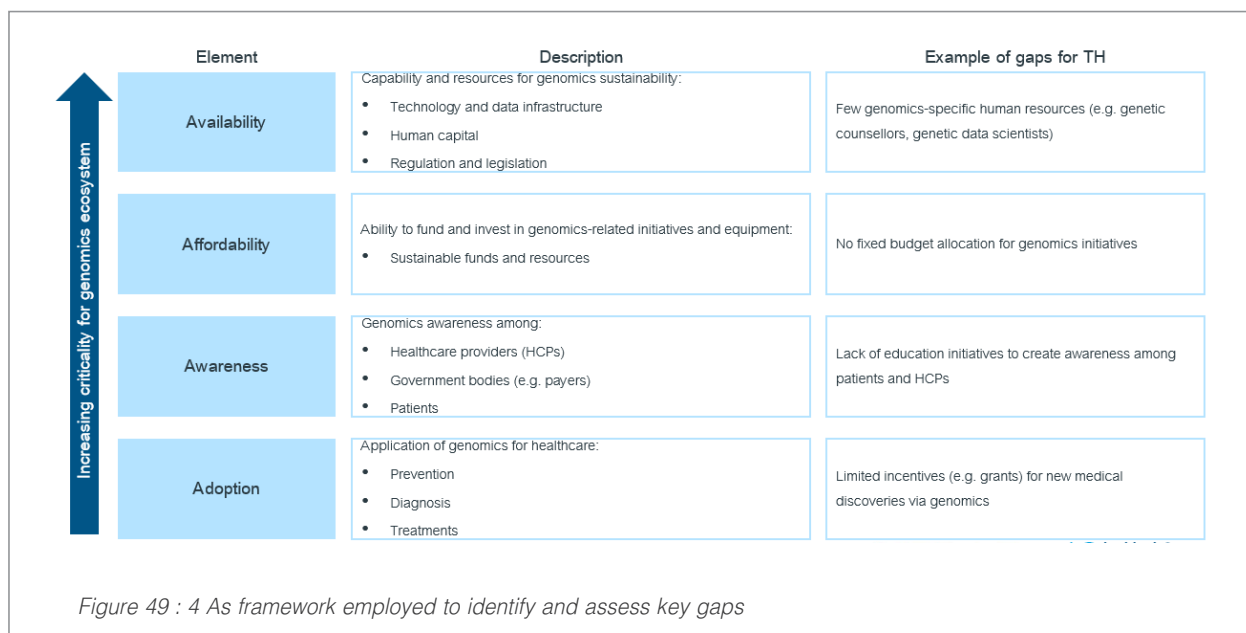 Element
Description
Example of gaps for TH
Increasing criticality for genomics ecosystem
Availability
Capability and resources for genomics sustainability:
• Technology and data infrastructure
• Human capital
• Regulation and legislation
Few genomics-specific human resources (e.g. genetic
counsellors, genetic data scientists)
Affordability
Ability to fund and invest in genomics-related initiatives and equipment:
• Sustainable funds and resources
No fixed budget allocation for genomics initiatives
Awareness
Genomics awareness among:
• Healthcare providers (HCPs)
• Government bodies (e.g. payers)
• Patients
Lack of education initiatives to create awareness among
patients and HCPs
Adoption
Application of genomics for healthcare:
• Prevention
• Diagnosis
• Treatments
Limited incentives (e.g. grants) for new medical
discoveries via genomics
Figure 49 : 4 As framework employed to identify and assess key gaps